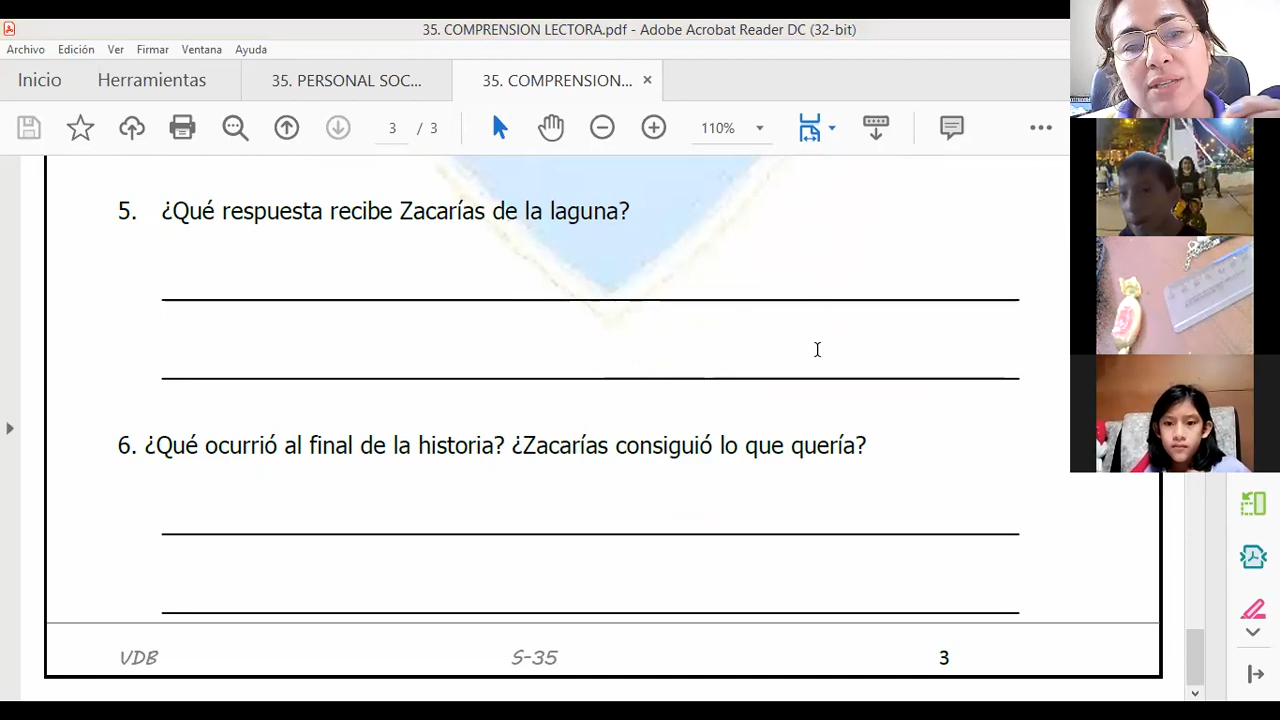 35. COMPRENSION LECTORA.pdf - Adobe Acrobat Reader DC (32-bit)
Archivo Edición Ver Firmar Ventana Ayuda
Inicio Herramientas 35. PERSONAL SOC... 35. COMPRENSION... ×
3 / 3 110%
5. ¿Qué respuesta recibe Zacarías de la laguna?
6. ¿Qué ocurrió al final de la historia? ¿Zacarías consiguió lo que quería?
VDB S-35 3